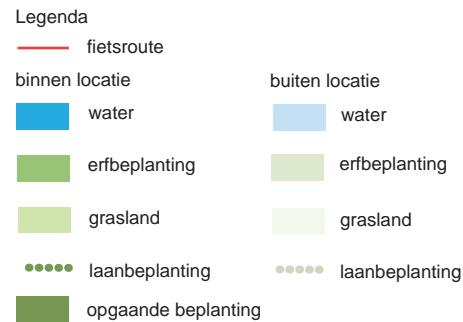 Legenda
fietsroute
binnen locatie
buiten locatie
water
water
erfbeplanting
erfbeplanting
grasland
grasland
laanbeplanting
laanbeplanting
opgaande beplanting